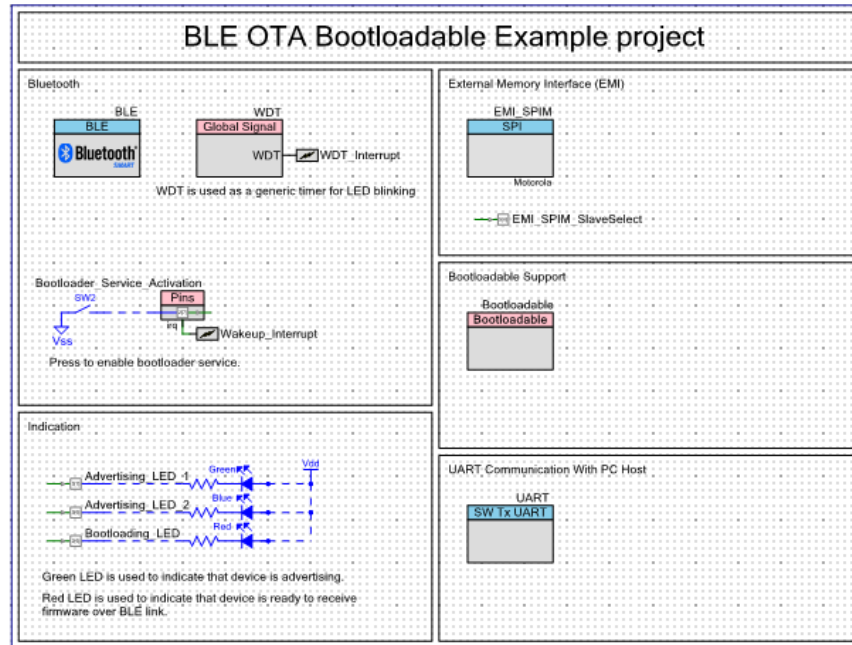 BLE OTA Bootloadable Example project
Bluetooth
BLE
BLE
Bluetooth®
SMART
WDT
Global Signal
WDT
WDT_Interrupt
WDT is used as a generic timer for LED blinking
Bootloader_Service_Activation
SW2
Pins
irq
Vss
Wakeup_Interrupt
Press to enable bootloader service.
Indication
Advertising_LED_1
Green
Vdd
Advertising_LED_2
Blue
Bootloading_LED
Red
Green LED is used to indicate that device is advertising.
Red LED is used to indicate that device is ready to receive
firmware over BLE link.
External Memory Interface (EMI)
EMI_SPIM
SPI
Motorola
EMI_SPIM_SlaveSelect
Bootloadable Support
Bootloadable
Bootloadable
UART Communication With PC Host
UART
SW Tx UART